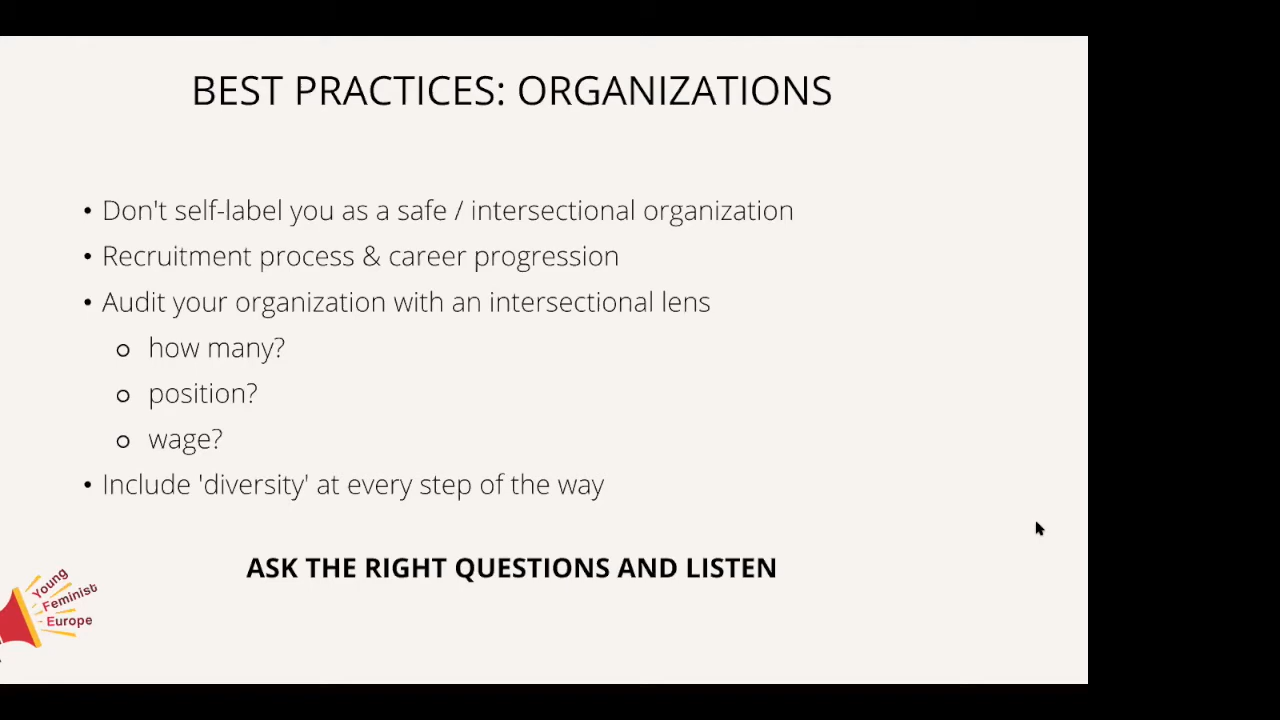 BEST PRACTICES: ORGANIZATIONS
• Don't self-label you as a safe / intersectional organization
• Recruitment process & career progression
• Audit your organization with an intersectional lens
o how many?
o position?
o wage?
• Include 'diversity' at every step of the way
ASK THE RIGHT QUESTIONS AND LISTEN
Young
Feminist
Europe